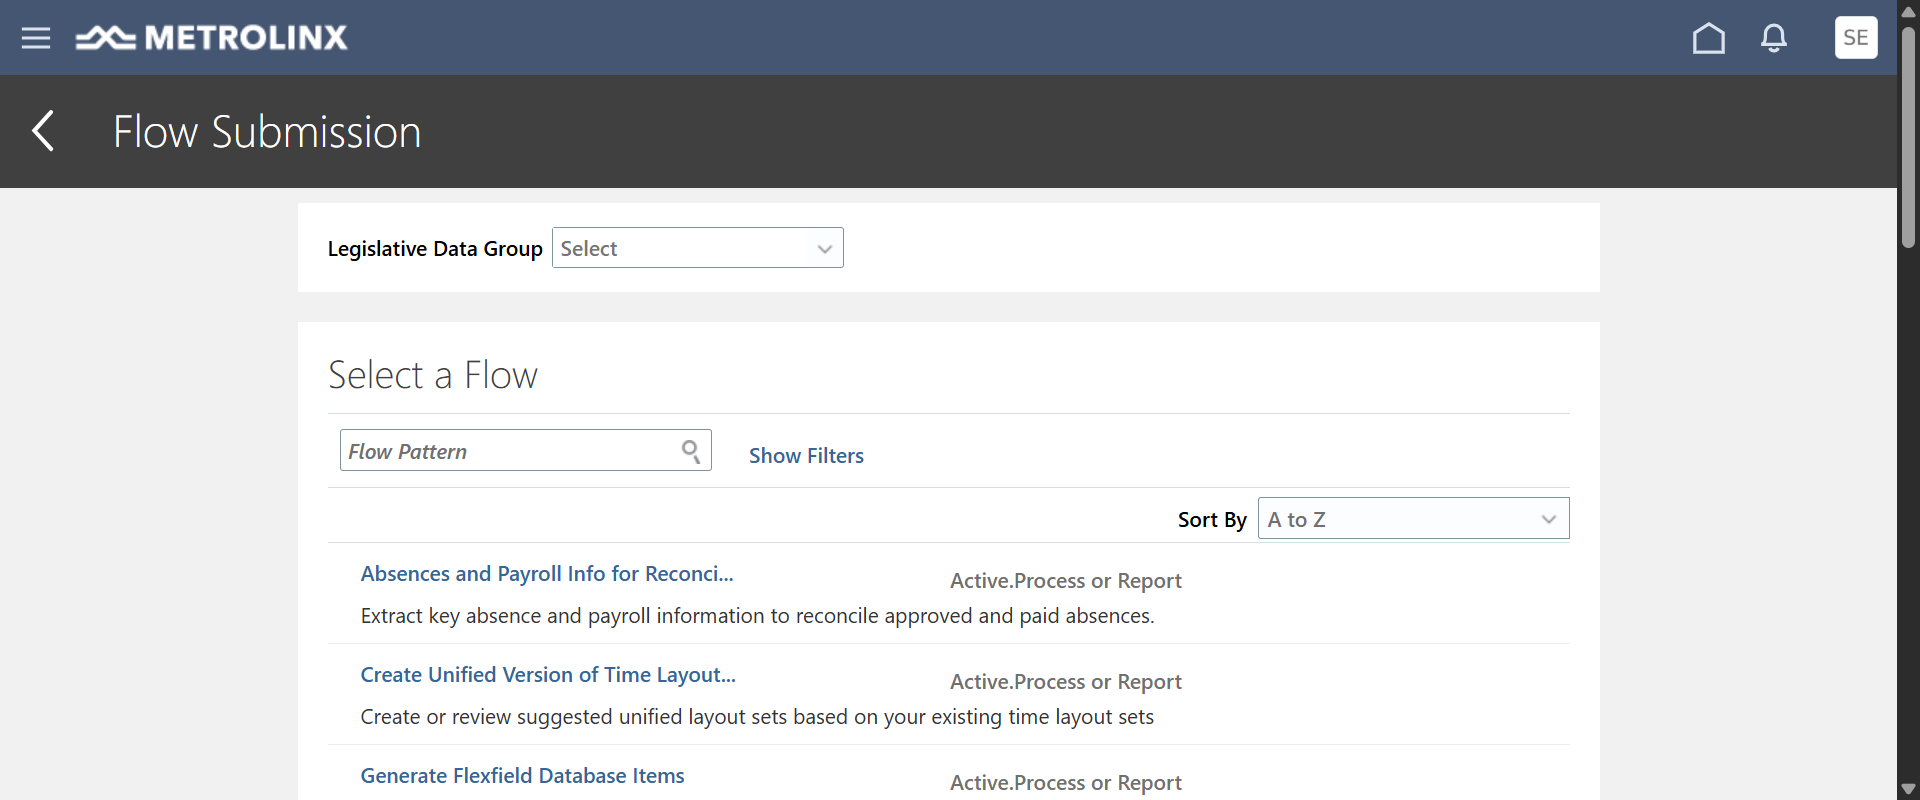 METROLINX
SE
Flow Submission
Legislative Data Group Select
Select a Flow
Flow Pattern
Show Filters
Sort By A to Z
Absences and Payroll Info for Reconci... Active.Process or Report
Extract key absence and payroll information to reconcile approved and paid absences.
Create Unified Version of Time Layout... Active.Process or Report
Create or review suggested unified layout sets based on your existing time layout sets
Generate Flexfield Database Items Active.Process or Report